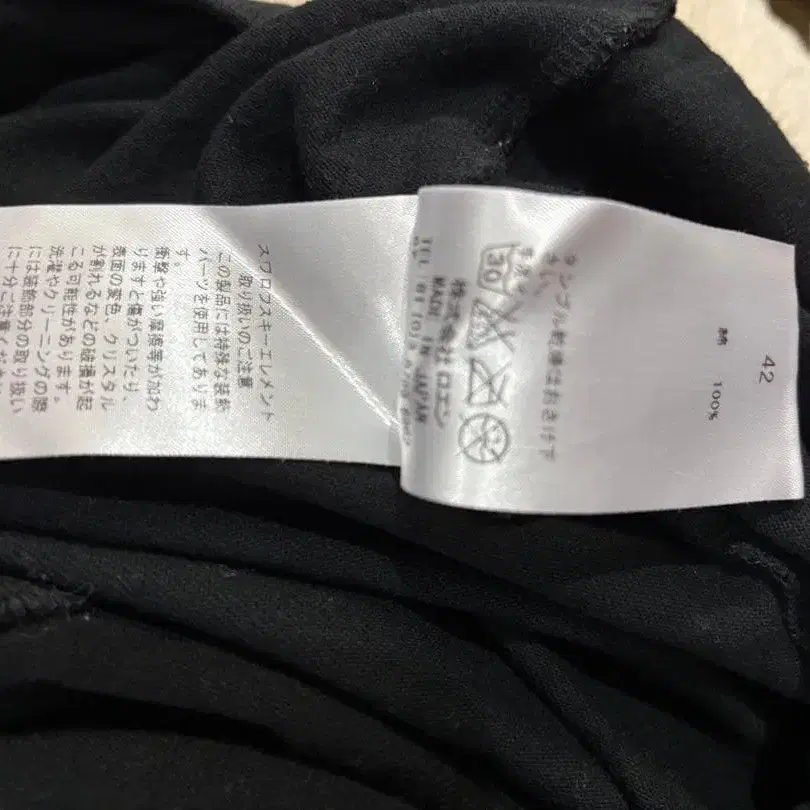 42
綿 100%
タンブル乾燥はおさけ下
さい。
30
株式会社 ロエン
MADE IN JAPAN
TEL
スワロフスキーエレメント
取り扱いのご注意
この製品には特殊な装飾
パーツを使用してありま
す。
衝撃や強い摩擦等が加わ
りますと傷がついたり、
表面の変色、クリスタル
が割れるなどの破損が起
こる可能性があります。
洗濯やクリーニングの際
には装飾部分の取り扱い
に十分ご注意くださ